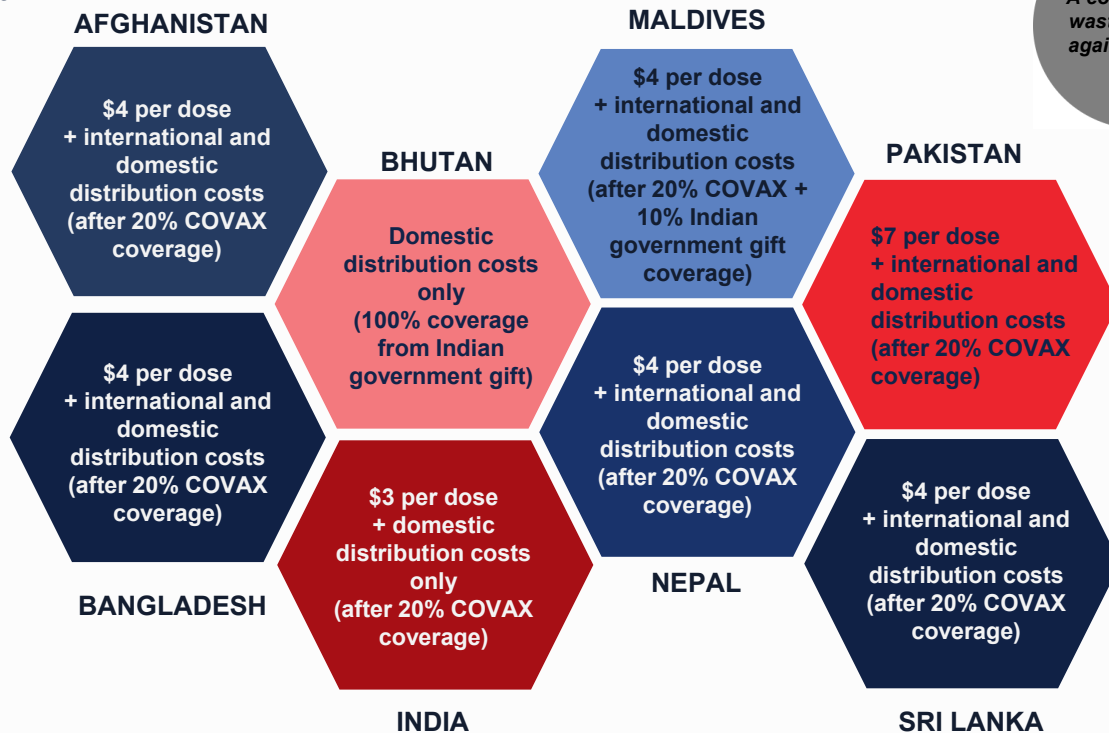 AFGHANISTAN
$4 per dose
+ international and
domestic
distribution costs
(after 20% COVAX
coverage)
BHUTAN
Domestic
distribution costs
only
(100% coverage
from Indian
government gift)
MALDIVES
$4 per dose
+ international and
domestic
distribution costs
(after 20% COVAX +
10% Indian
government gift
coverage)
PAKISTAN
$7 per dose
+ international and
domestic
distribution costs
(after 20% COVAX
coverage)
$4 per dose
+ international and
domestic
distribution costs
(after 20% COVAX
coverage)
BANGLADESH
$3 per dose
+ domestic
distribution costs
only
(after 20% COVAX
coverage)
INDIA
$4 per dose
+ international and
domestic
distribution costs
(after 20% COVAX
coverage)
NEPAL
$4 per dose
+ international and
domestic
distribution costs
(after 20% COVAX
coverage)
SRI LANKA